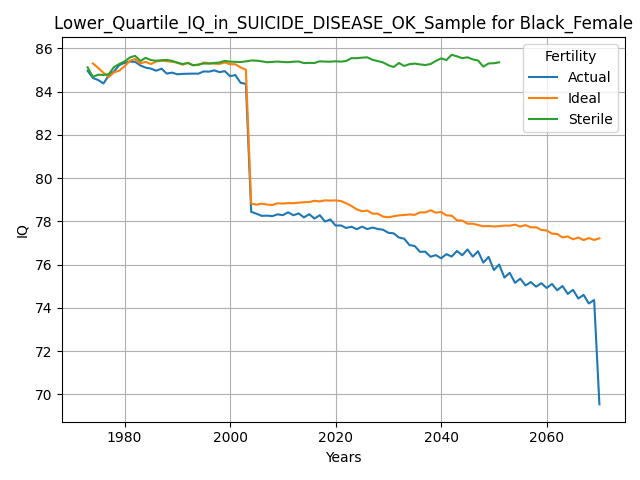 Lower_Quartile_IQ_in_SUICIDE_DISEASE_OK_Sample for Black_Female
Fertility
Actual
Ideal
Sterile
IQ
86
84
82
80
78
76
74
72
70
1980
2000
2020
2040
2060
Years